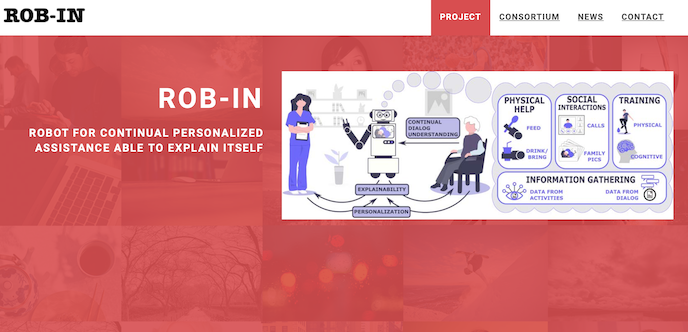 ROB-IN
PROJECT
CONSORTIUM
NEWS
CONTACT
ROB-IN
ROBOT FOR CONTINUAL PERSONALIZED
ASSISTANCE ABLE TO EXPLAIN ITSELF
CONTINUAL
DIALOG
UNDERSTANDING
EXPLAINABILITY
PERSONALIZATION
PHYSICAL
HELP
FEED
DRINK/
BRING
SOCIAL
INTERACTIONS
CALLS
FAMILY
PICS
TRAINING
PHYSICAL
COGNITIVE
INFORMATION GATHERING
DATA FROM
ACTIVITIES
DATA FROM
DIALOG